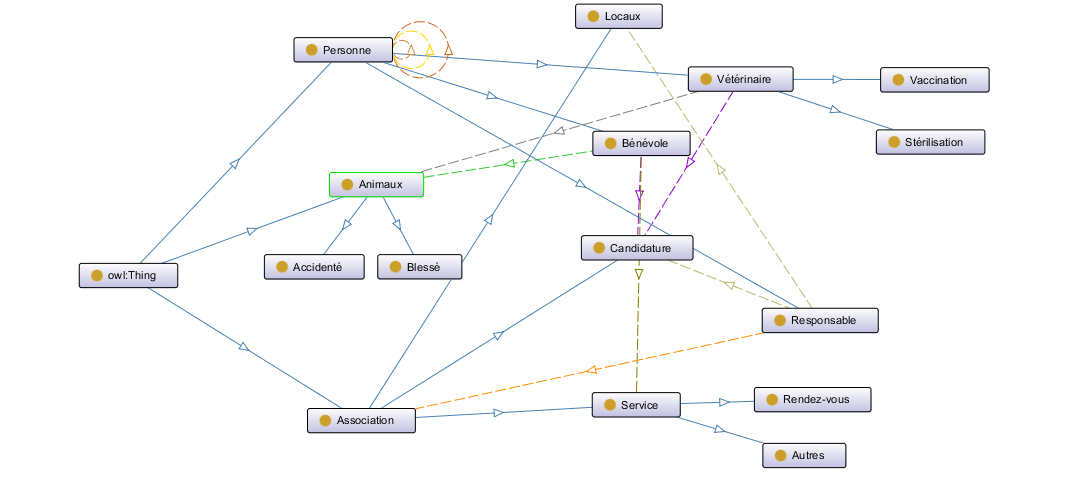 Locaux
Personne
Vétérinaire
Vaccination
Bénévole
Stérilisation
Animaux
Candidature
owl:Thing
Accidenté
Blessé
Responsable
Association
Service
Rendez-vous
Autres